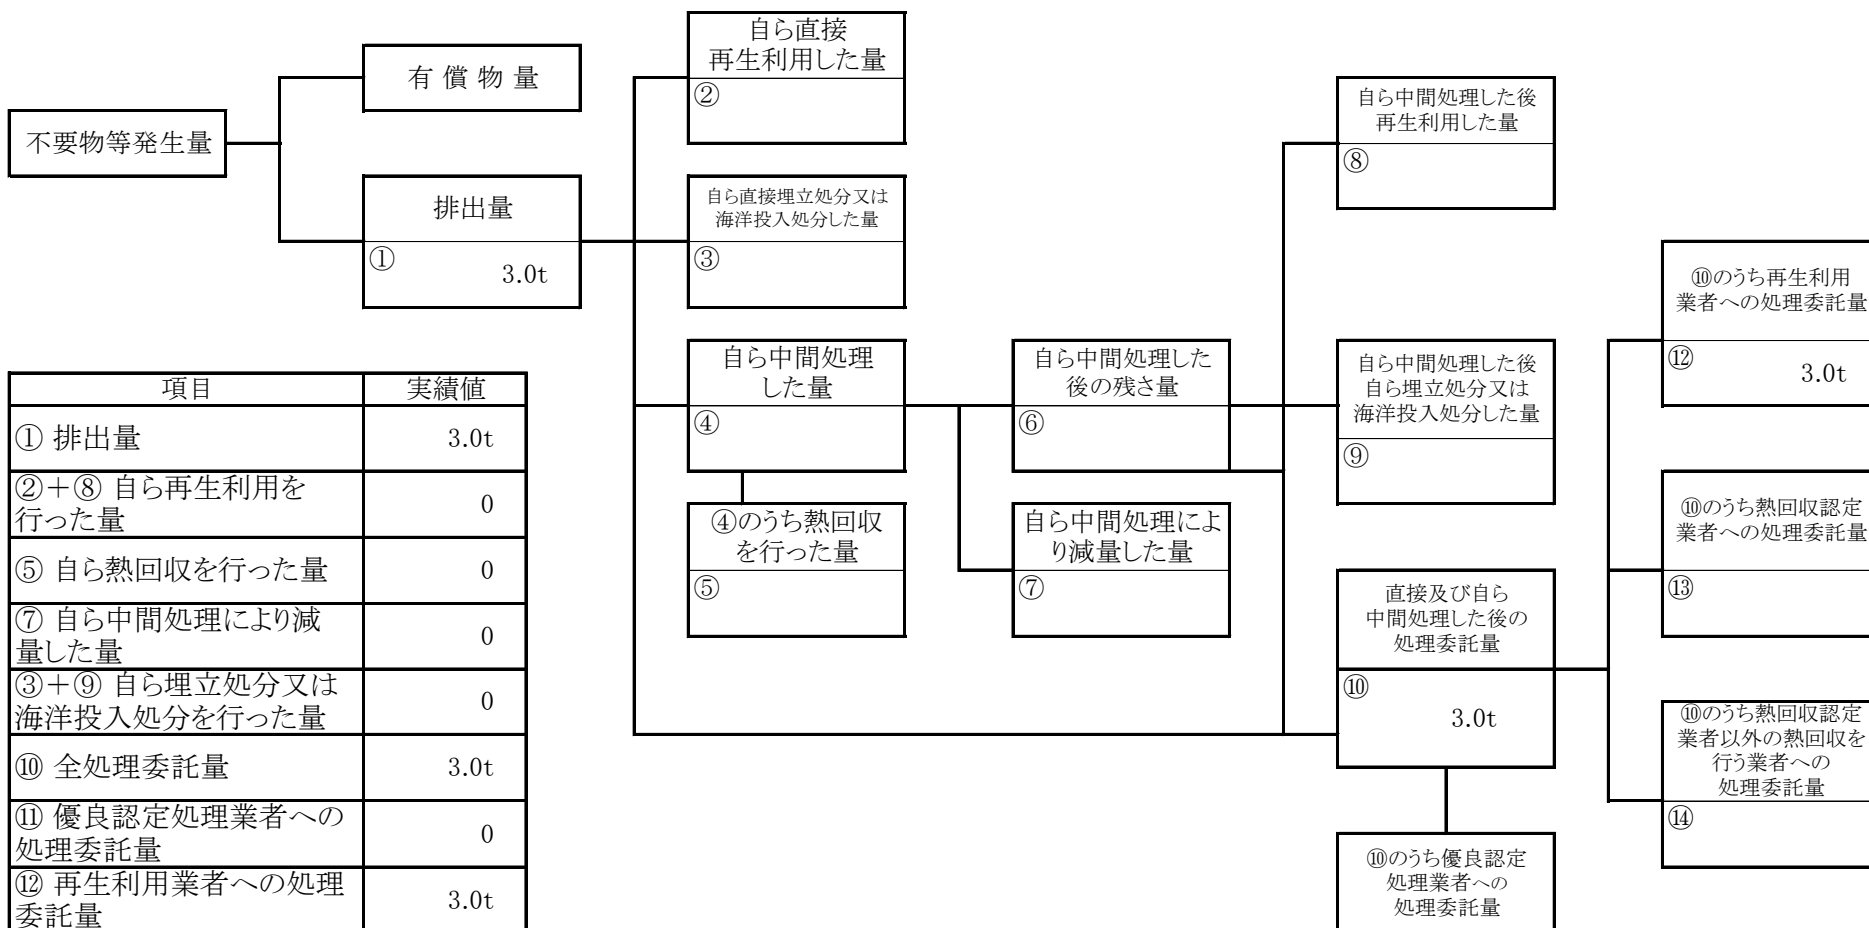 自ら直接
再生利用した量
②
有 償 物 量
不要物等発生量
排出量
①
3.0t
自ら直接埋立処分又は
海洋投入処分した量
③
自ら中間処理した後
再生利用した量
⑧
⑩のうち再生利用
業者への処理委託量
⑫
3.0t
自ら中間処理
した量
④
自ら中間処理した
後の残さ量
⑥
自ら中間処理した後
自ら埋立処分又は
海洋投入処分した量
⑨
④のうち熱回収
を行った量
⑤
自ら中間処理によ
り減量した量
⑦
⑩のうち熱回収認定
業者への処理委託量
⑬
直接及び自ら
中間処理した後の
処理委託量
⑩
3.0t
⑩のうち熱回収認定
業者以外の熱回収を
行う業者への
処理委託量
⑭
⑩のうち優良認定
処理業者への
処理委託量
項目 実績値
① 排出量 3.0t
②+⑧ 自ら再生利用を
行った量 0
⑤ 自ら熱回収を行った量 0
⑦ 自ら中間処理により減
量した量 0
③+⑨ 自ら埋立処分又は
海洋投入処分を行った量 0
⑩ 全処理委託量 3.0t
⑪ 優良認定処理業者への
処理委託量 0
⑫ 再生利用業者への処理
委託量 3.0t